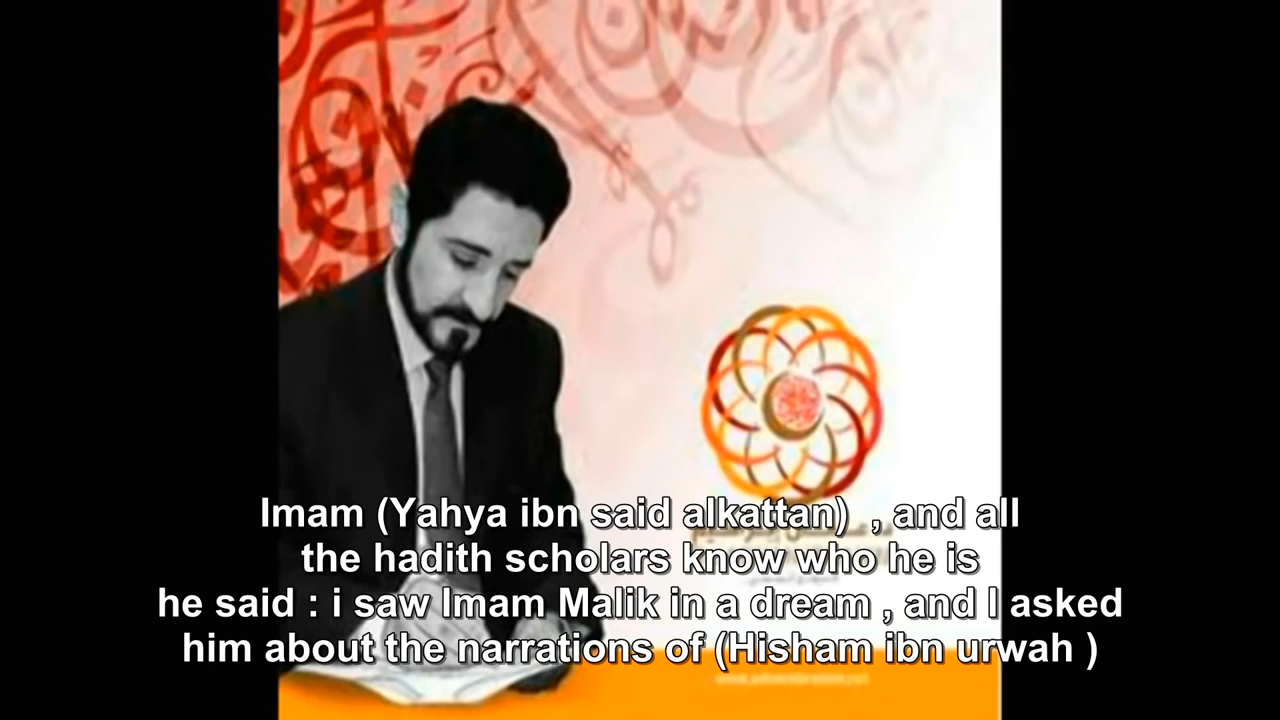 Imam (Yahya ibn said alkattan) , and all
the hadith scholars know who he is
he said : i saw Imam Malik in a dream , and I asked
him about the narrations of (Hisham ibn urwah )